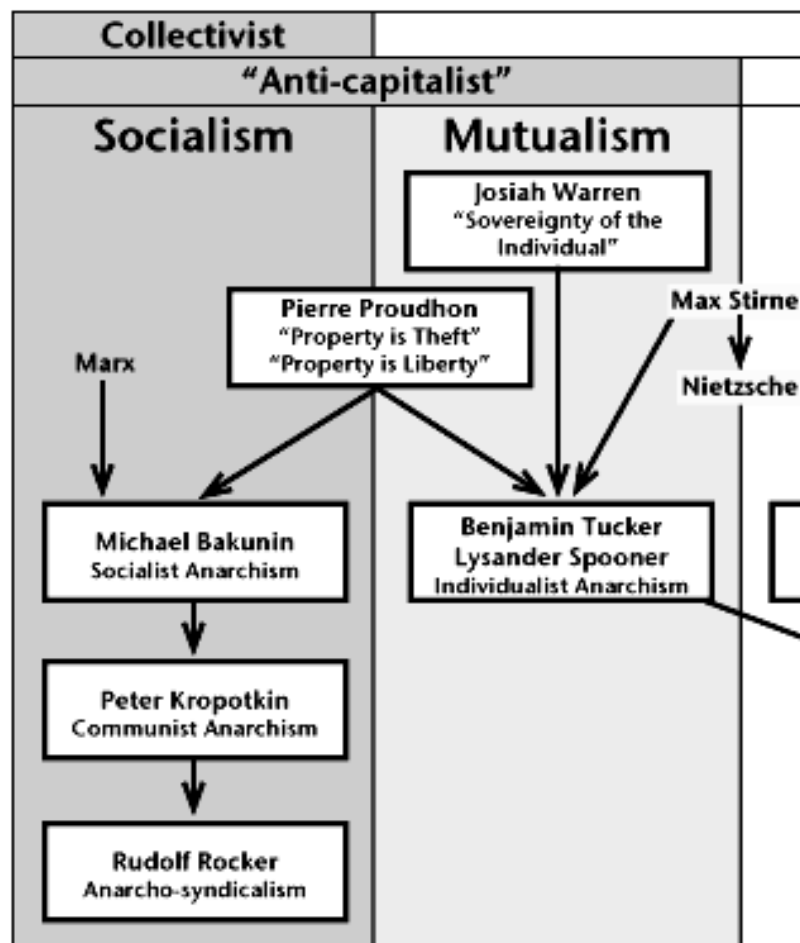 Collectivist
“Anti-capitalist”
Socialism
Mutualism
Josiah Warren
“Sovereignty of the
Individual”
Pierre Proudhon
“Property is Theft”
“Property is Liberty”
Max Stirne
Marx
Nietzsche
Michael Bakunin
Socialist Anarchism
Benjamin Tucker
Lysander Spooner
Individualist Anarchism
Peter Kropotkin
Communist Anarchism
Rudolf Rocker
Anarcho-syndicalism